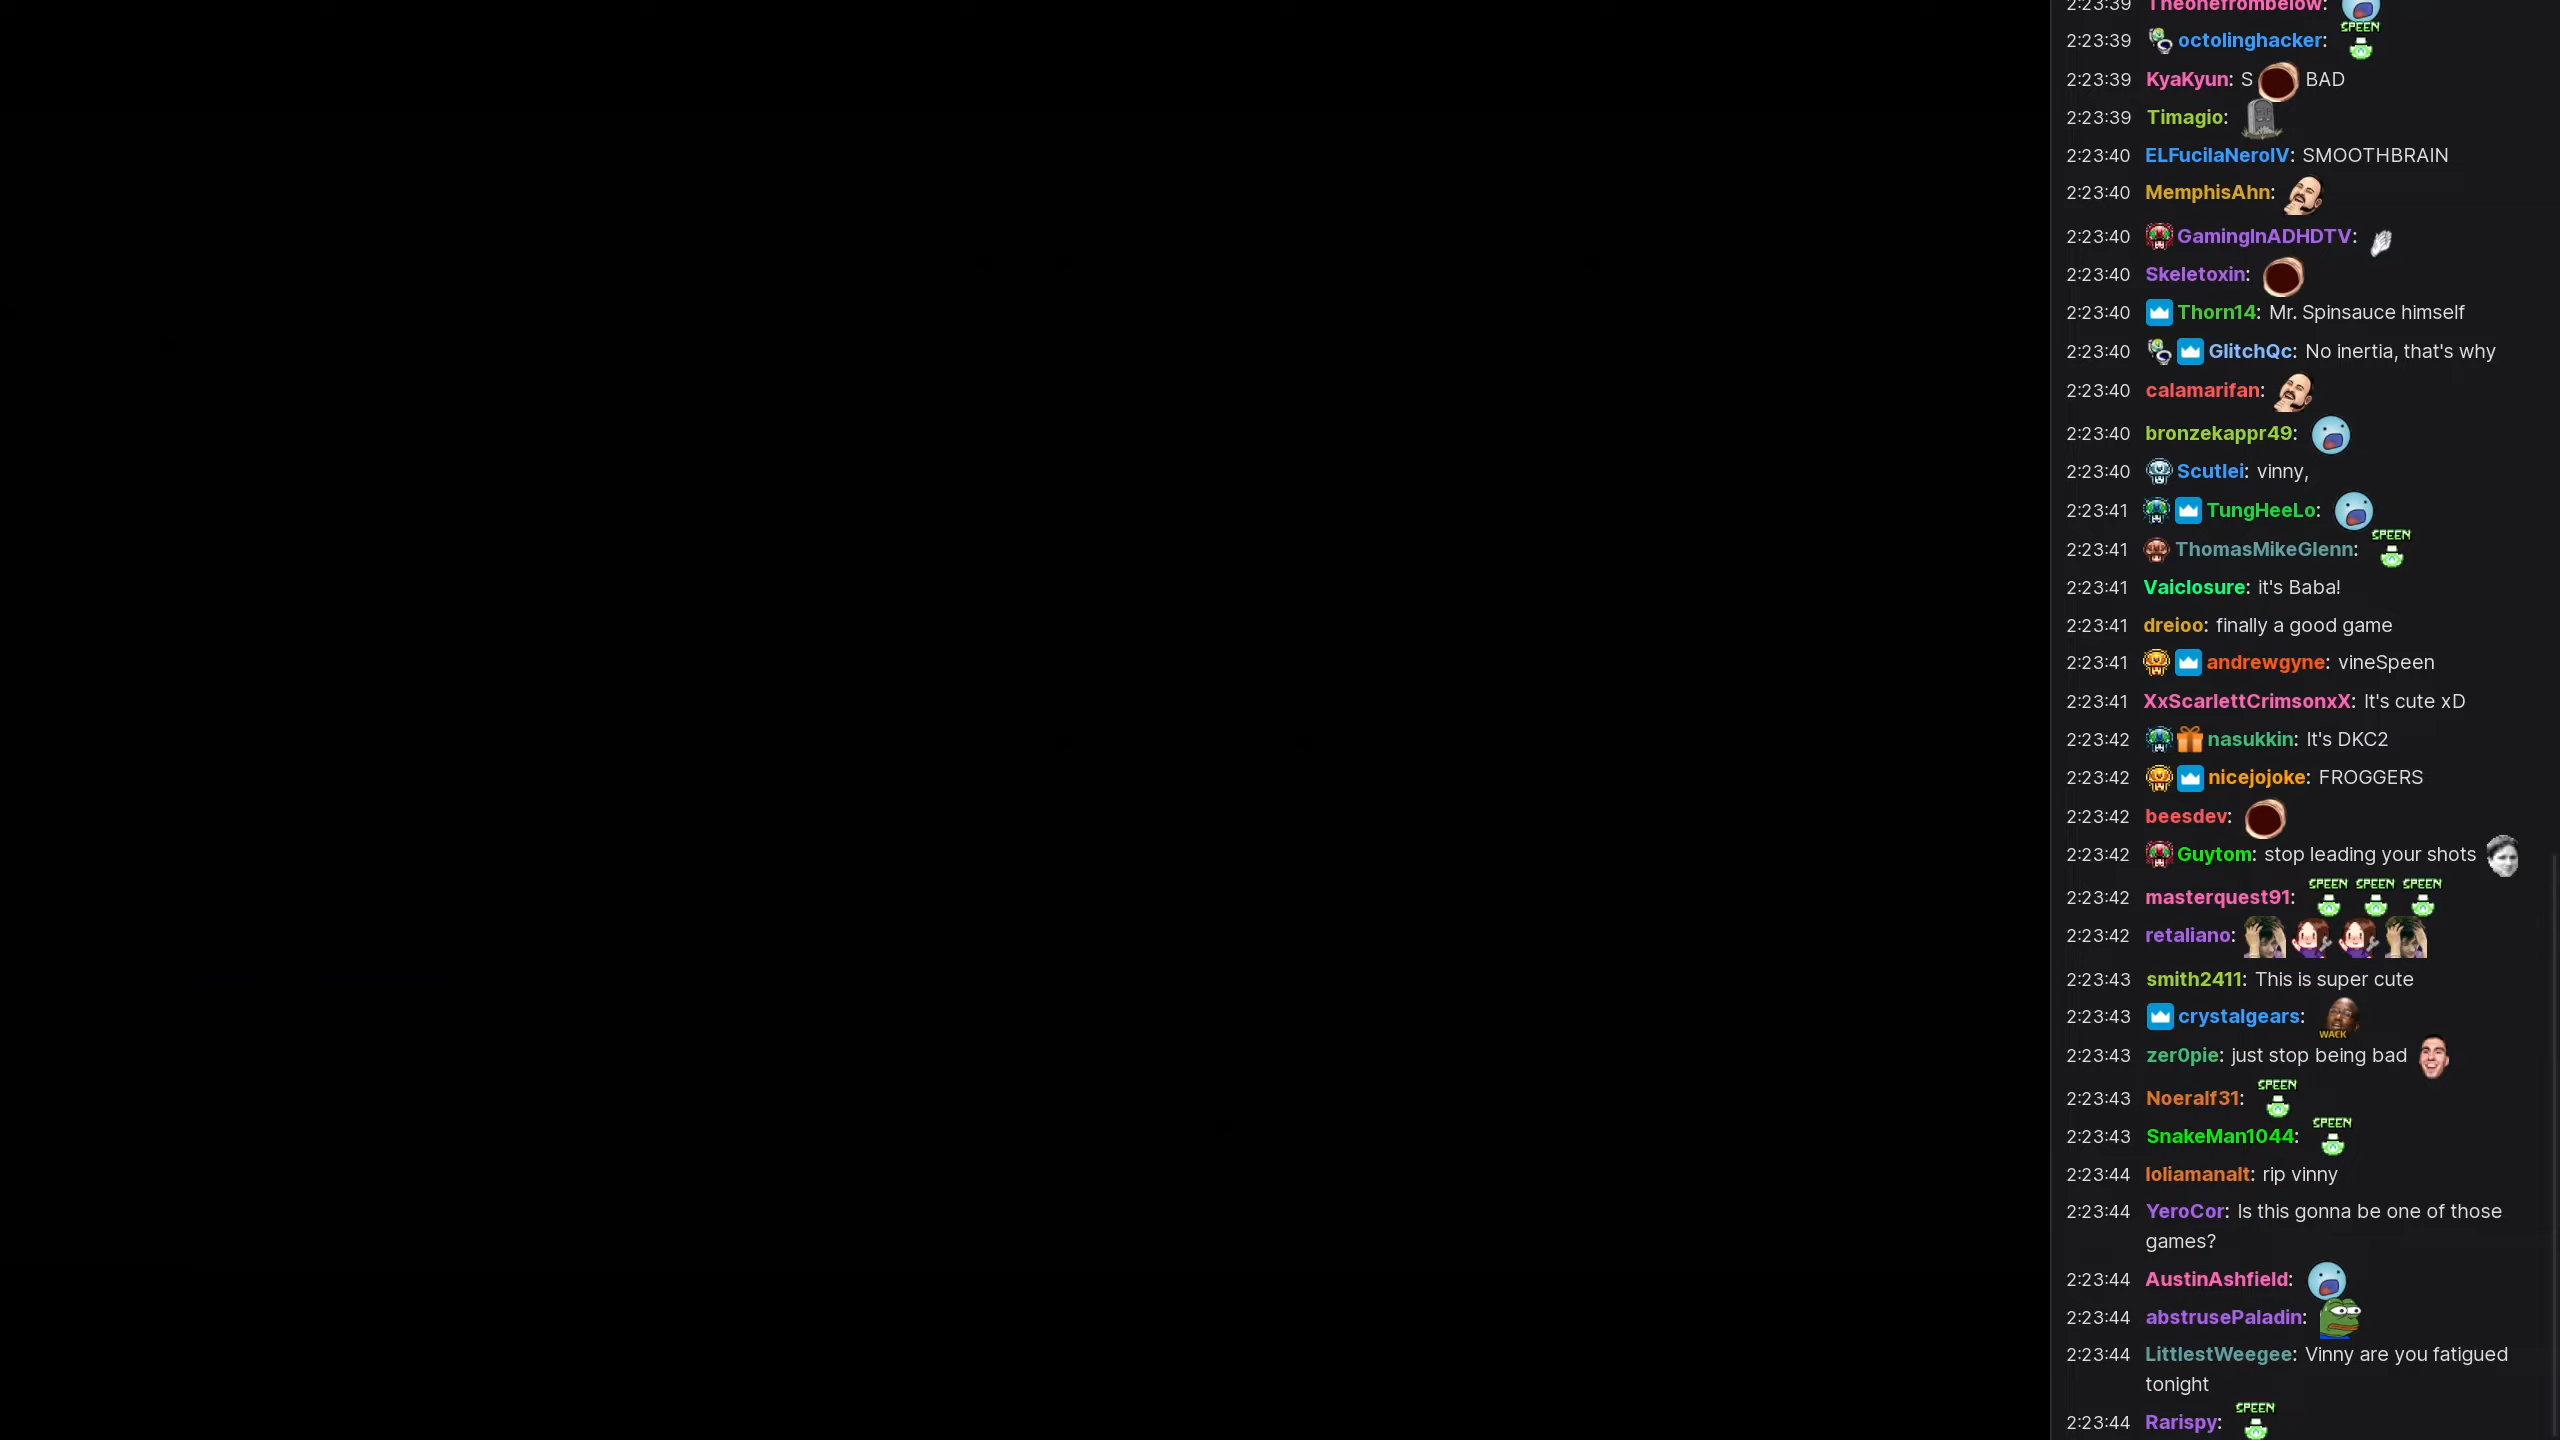 2:23:39 Theonefrombelow:
SPEEN
2:23:39 octolinghacker:
2:23:39 KyaKyun: S BAD
2:23:39 Timagio:
2:23:40 ELFucilaNeroIV: SMOOTHBRAIN
2:23:40 MemphisAhn:
2:23:40 GamingInADHDTV:
2:23:40 Skeletoxin:
2:23:40 Thorn14: Mr. Spinsauce himself
2:23:40 GlitchQc: No inertia, that's why
2:23:40 calamarifan:
2:23:40 bronzekappr49:
2:23:40 Scutlei: vinny,
2:23:41 TungHeeLo:
SPEEN
2:23:41 ThomasMikeGlenn:
2:23:41 Vaiclosure: it's Baba!
2:23:41 dreioo: finally a good game
2:23:41 andrewgyne: vineSpeen
2:23:41 XxScarlettCrimsonxX: It's cute xD
2:23:42 nasukkin: It's DKC2
2:23:42 nicejojoke: FROGGERS
2:23:42 beesdev:
2:23:42 Guytom: stop leading your shots
SPEEN SPEEN SPEEN
2:23:42 masterquest91:
2:23:42 retaliano:
2:23:43 smith2411: This is super cute
2:23:43 crystalgears:
WACK
2:23:43 zer0pie: just stop being bad
SPEEN
2:23:43 Noeralf31:
SPEEN
2:23:43 SnakeMan1044:
2:23:44 loliamanalt: rip vinny
2:23:44 YeroCor: Is this gonna be one of those
games?
2:23:44 AustinAshfield:
2:23:44 abstrusePaladin:
2:23:44 LittlestWeegee: Vinny are you fatigued
tonight
SPEEN
2:23:44 Rarispy: